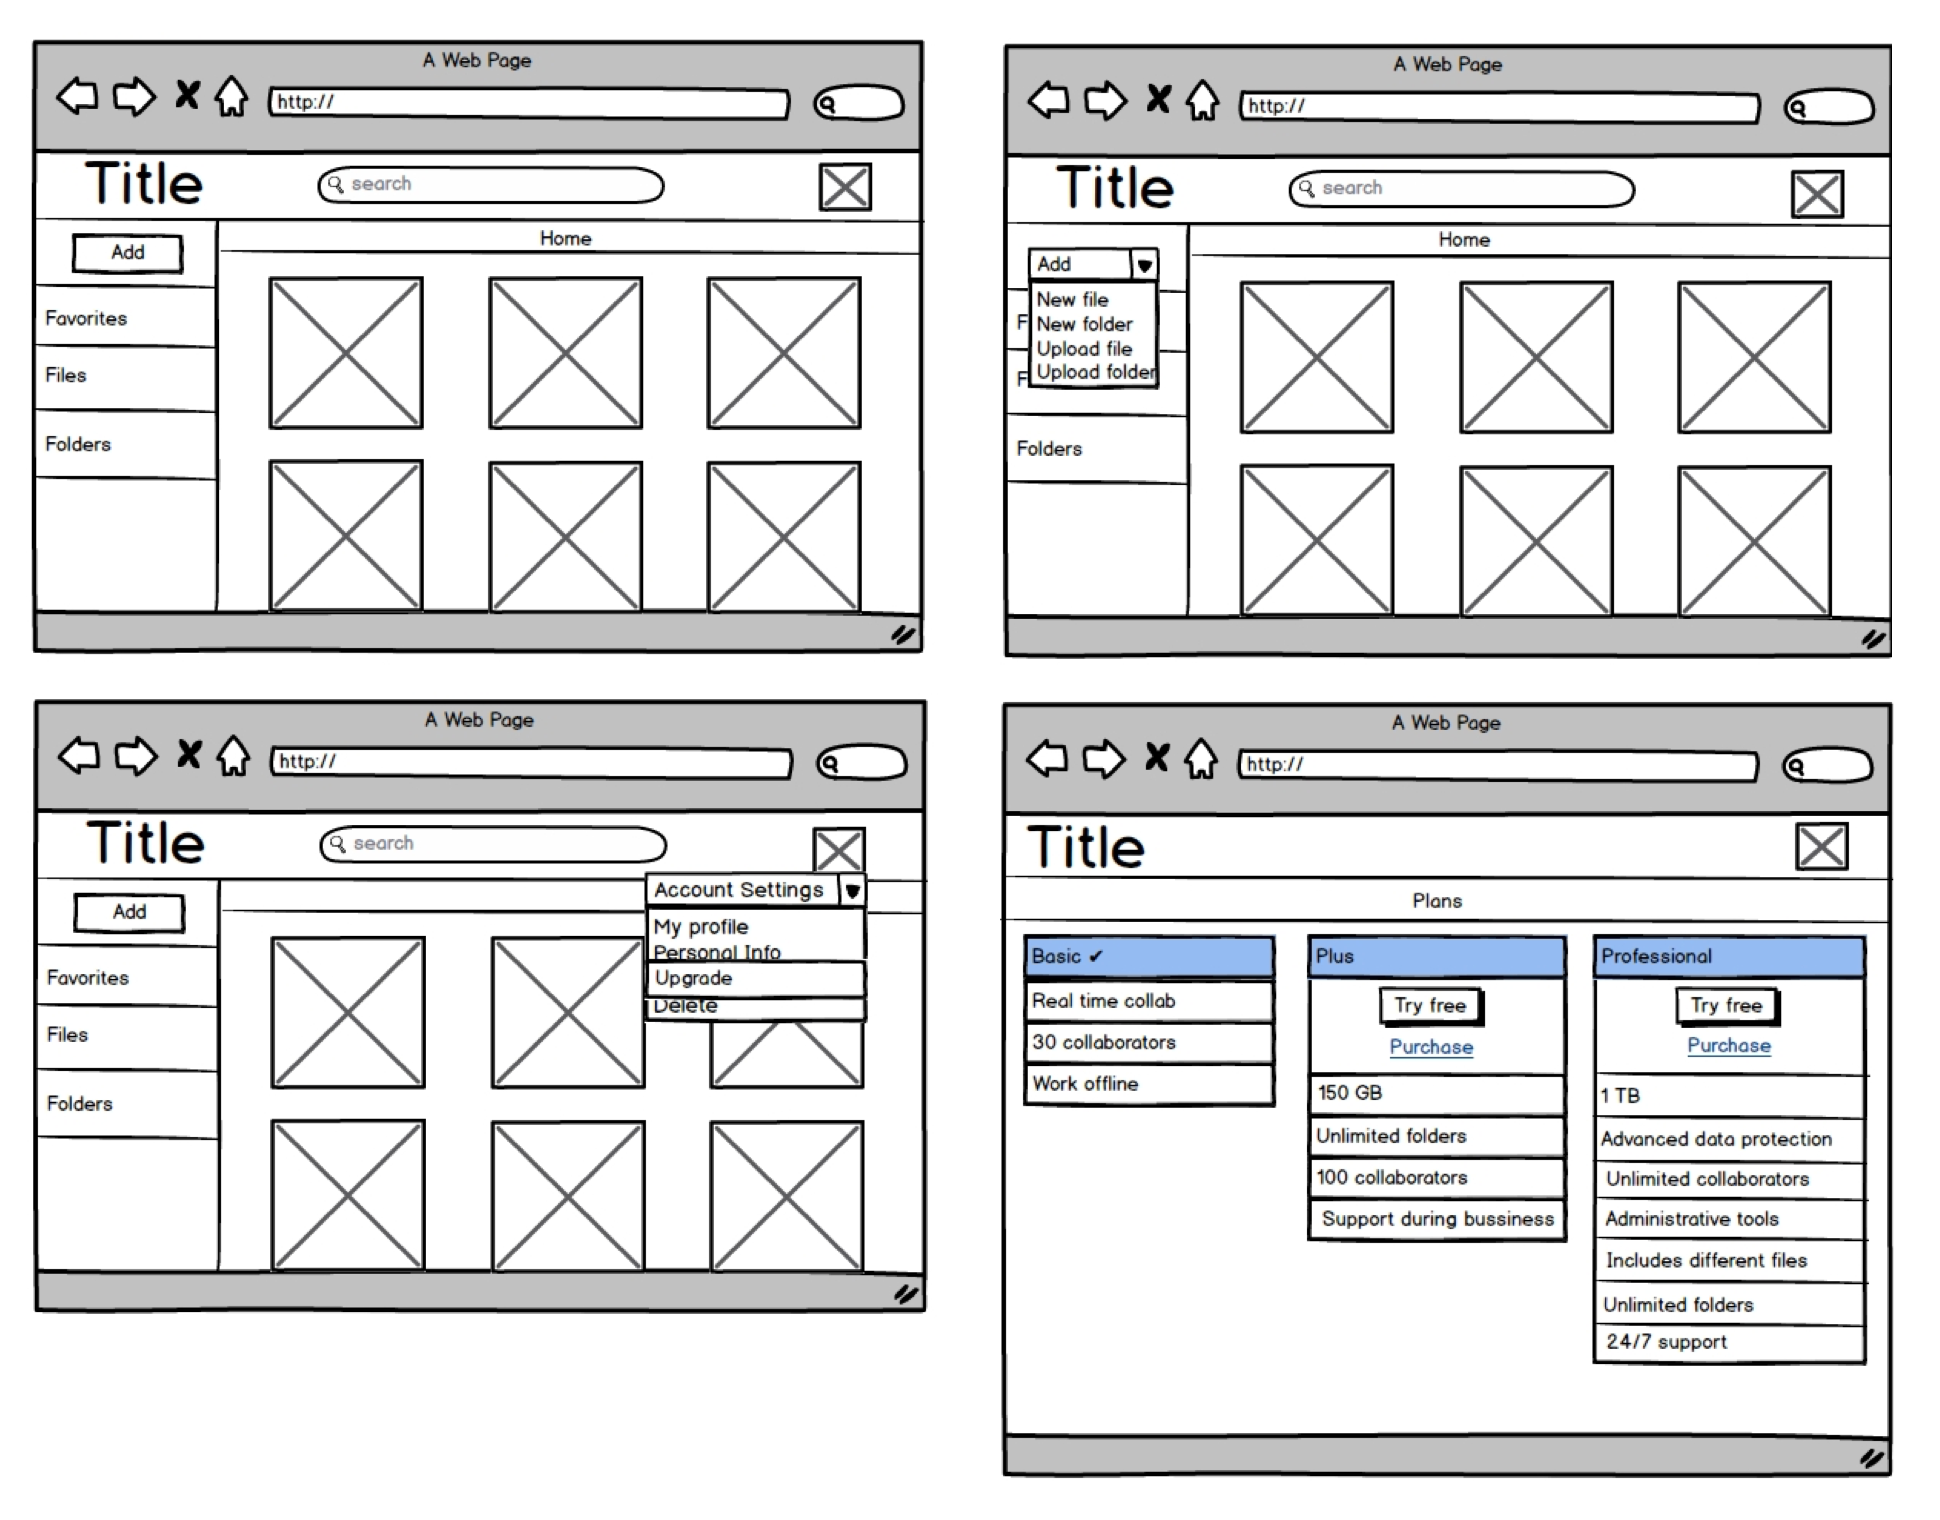 A Web Page
http://
Title
search
Add
Home
Favorites
Files
Folders
A Web Page
http://
Title
search
Home
Add
New file
F
New folder
Upload file
F
Upload folder
Folders
A Web Page
http://
Title
search
Account Settings
Add
My profile
Personal Info
Favorites
Upgrade
Delete
Files
Folders
A Web Page
http://
Title
Plans
Basic ✔
Real time collab
30 collaborators
Work offline
Plus
Try free
Purchase
150 GB
Unlimited folders
100 collaborators
Support during bussiness
Professional
Try free
Purchase
1 TB
Advanced data protection
Unlimited collaborators
Administrative tools
Includes different files
Unlimited folders
24/7 support